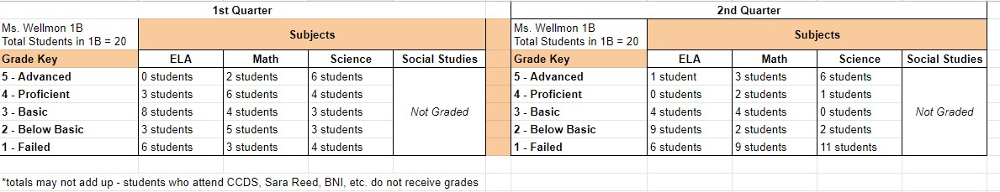 1st Quarter 2nd Quarter
Ms. Wellmon 1B Ms. Wellmon 1B
Total Students in 1B = 20 Subjects Total Students in 1B = 20 Subjects
Grade Key ELA Math Science Social Studies Grade Key ELA Math Science Social Studies
5 - Advanced 0 students 2 students 6 students 5 - Advanced 1 student 3 students 6 students
4 - Proficient 3 students 6 students 4 students 4 - Proficient 0 students 2 students 1 students
3 - Basic 8 students 4 students 3 students Not Graded 3 - Basic 4 students 4 students 0 students Not Graded
2 - Below Basic 3 students 5 students 3 students 2 - Below Basic 9 students 2 students 2 students
1 - Failed 6 students 3 students 4 students 1 - Failed 6 students 9 students 11 students
*totals may not add up - students who attend CCDS, Sara Reed, BNI, etc. do not receive grades